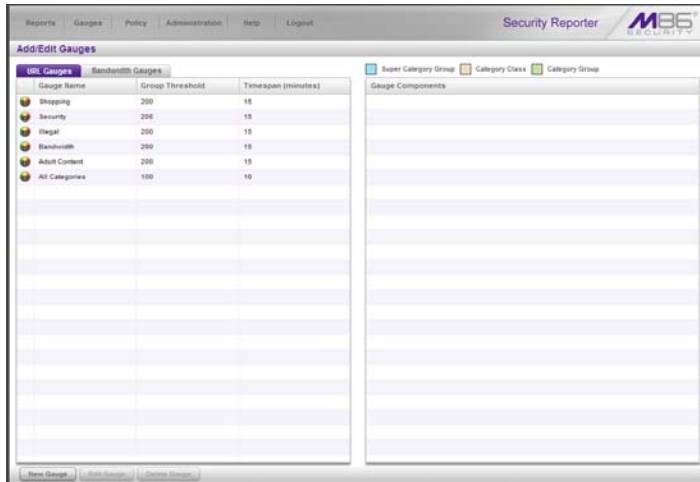 Reports Gauges Policy Administration Help Logout
Security Reporter
M86 SECURITY
Add/Edit Gauges
URL Gauges Bandwidth Gauges
Super Category Group Category Class Category Group
Gauge Name Group Threshold Timespan (minutes)
Gauge Components
Shopping 200 15
Security 200 15
Illegal 200 15
Bandwidth 200 15
Adult Content 200 15
All Categories 100 10
New Gauge Edit Gauge Delete Gauge